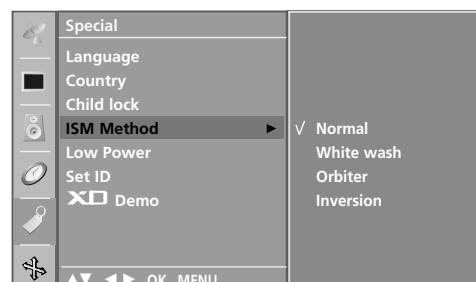 Special
Language
Country
Child lock
ISM Method ► √ Normal
Low Power White wash
Set ID Orbiter
XD Demo Inversion
▲▼ ◄► OK MENU